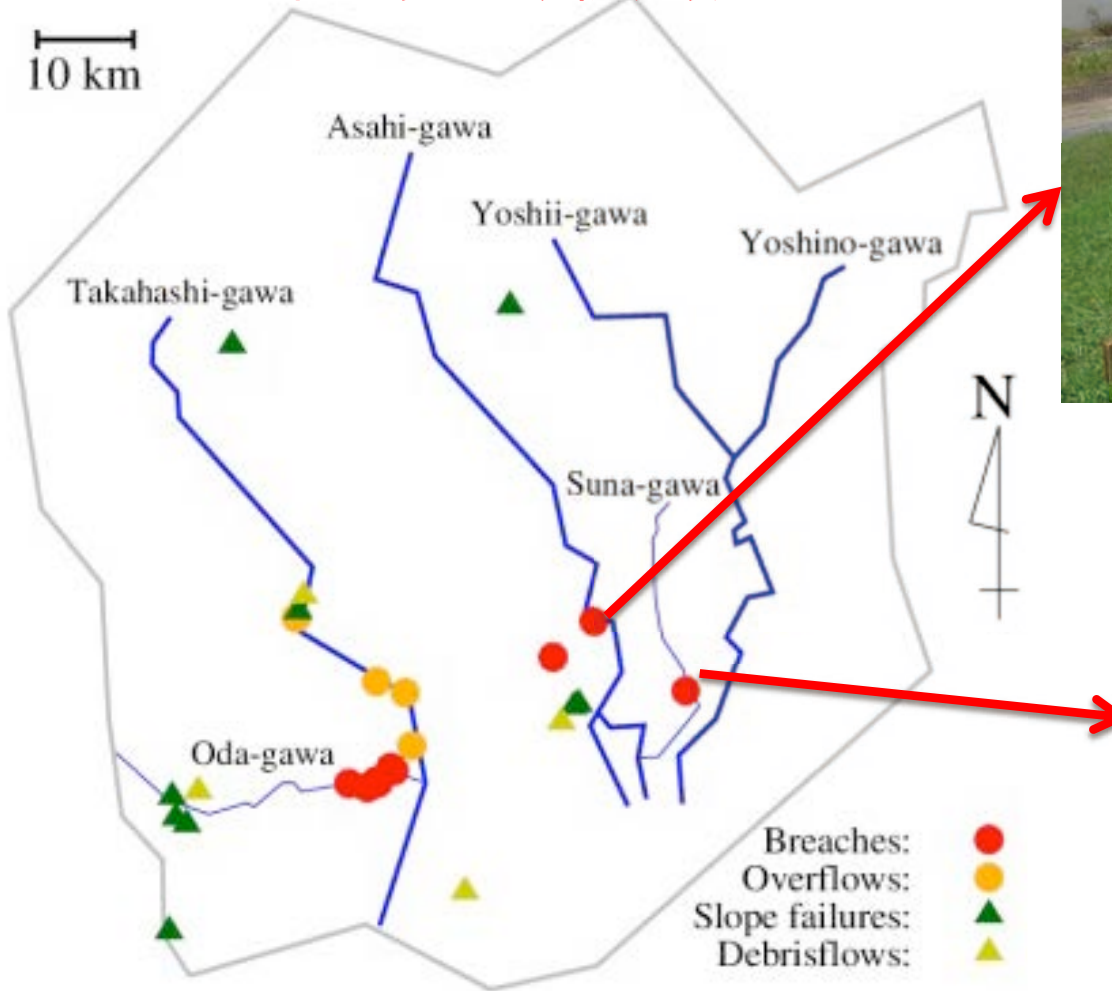 10 km
Asahi-gawa
Yoshii-gawa
Yoshino-gawa
Takahashi-gawa
N
Suna-gawa
Oda-gawa
Breaches:
Overflows:
Slope failures:
Debrisflows: